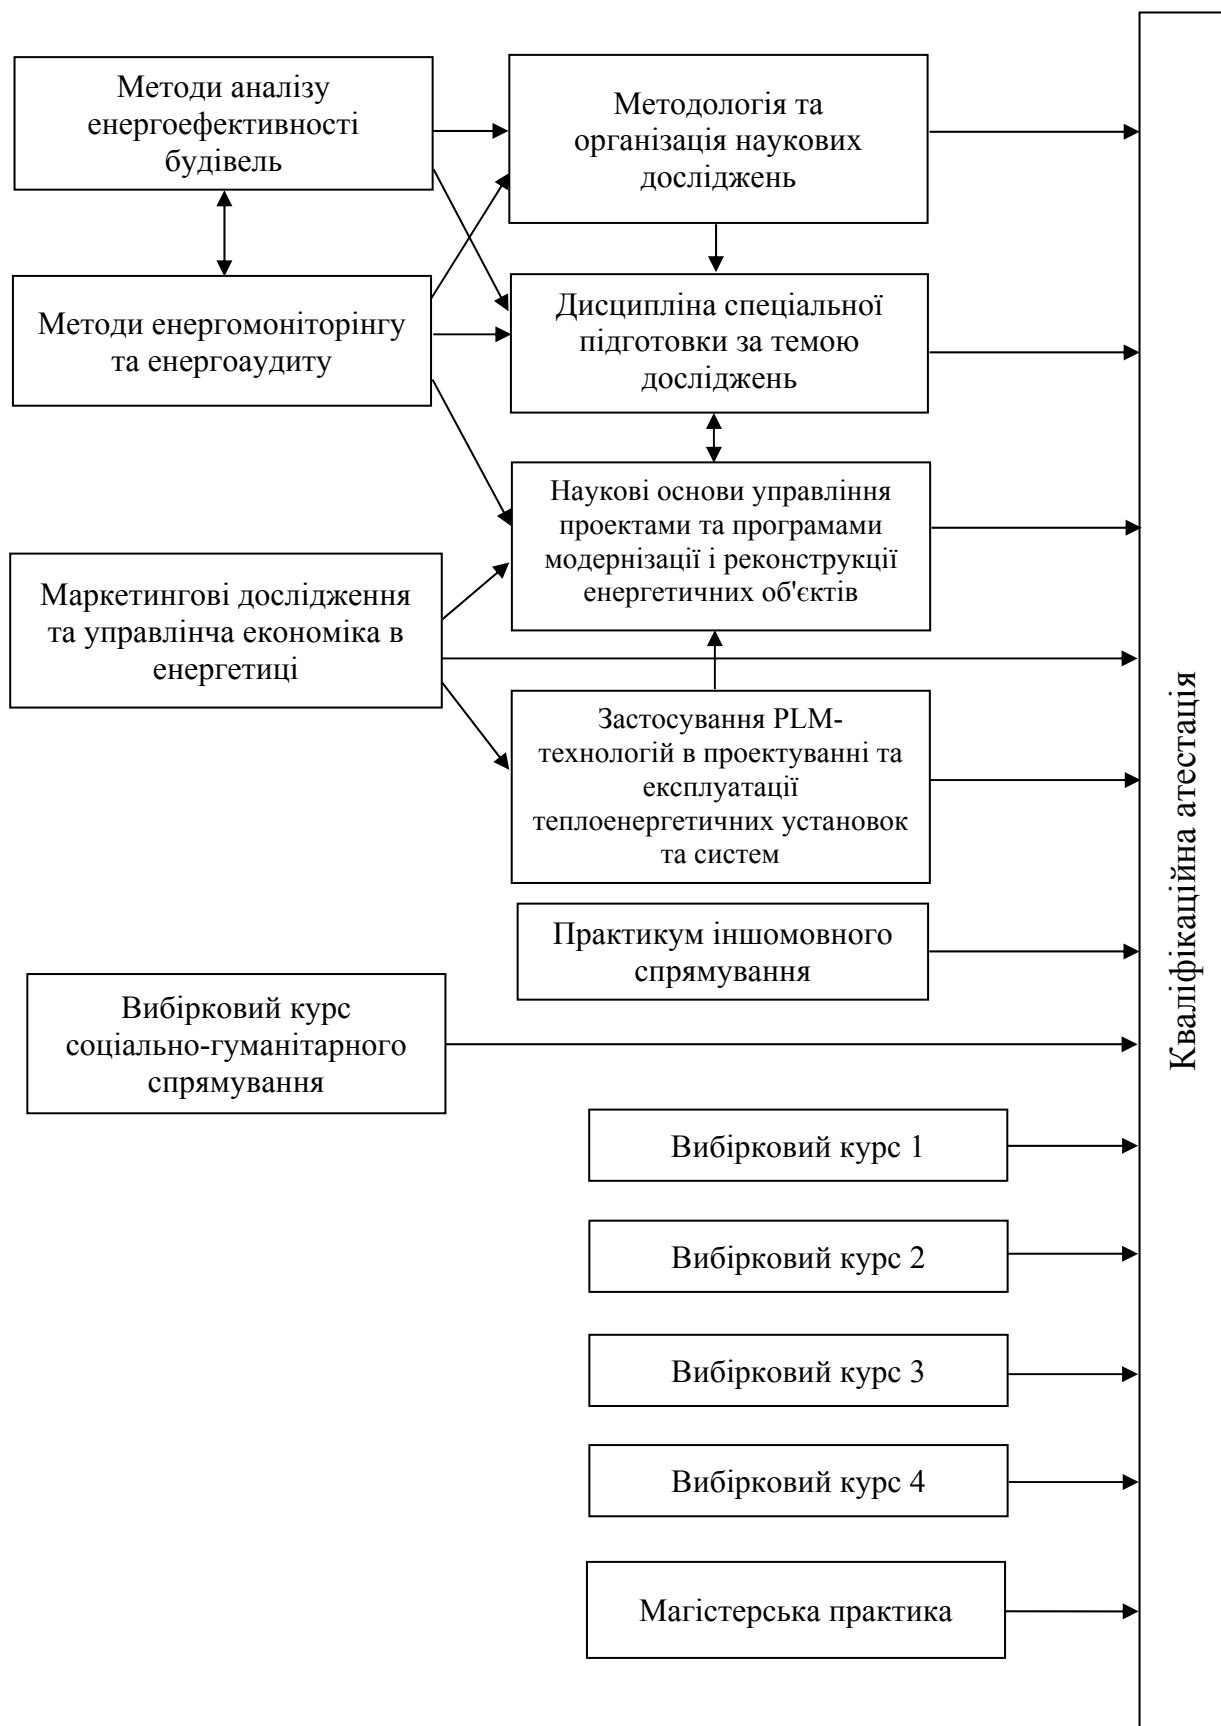 Методи аналізу
енергоефективності
будівель
Методологія та
організація наукових
досліджень
Методи енергомоніторінгу
та енергоаудиту
Дисципліна спеціальної
підготовки за темою
досліджень
Наукові основи управління
проектами та програмами
модернізації і реконструкції
енергетичних об'єктів
Маркетингові дослідження
та управлінча економіка в
енергетиці
Застосування PLM-
технологій в проектуванні та
експлуатації
теплоенергетичних установок
та систем
Практикум іншомовного
спрямування
Вибірковий курс
соціально-гуманітарного
спрямування
Вибірковий курс 1
Вибірковий курс 2
Вибірковий курс 3
Вибірковий курс 4
Магістерська практика
Кваліфікаційна атестація